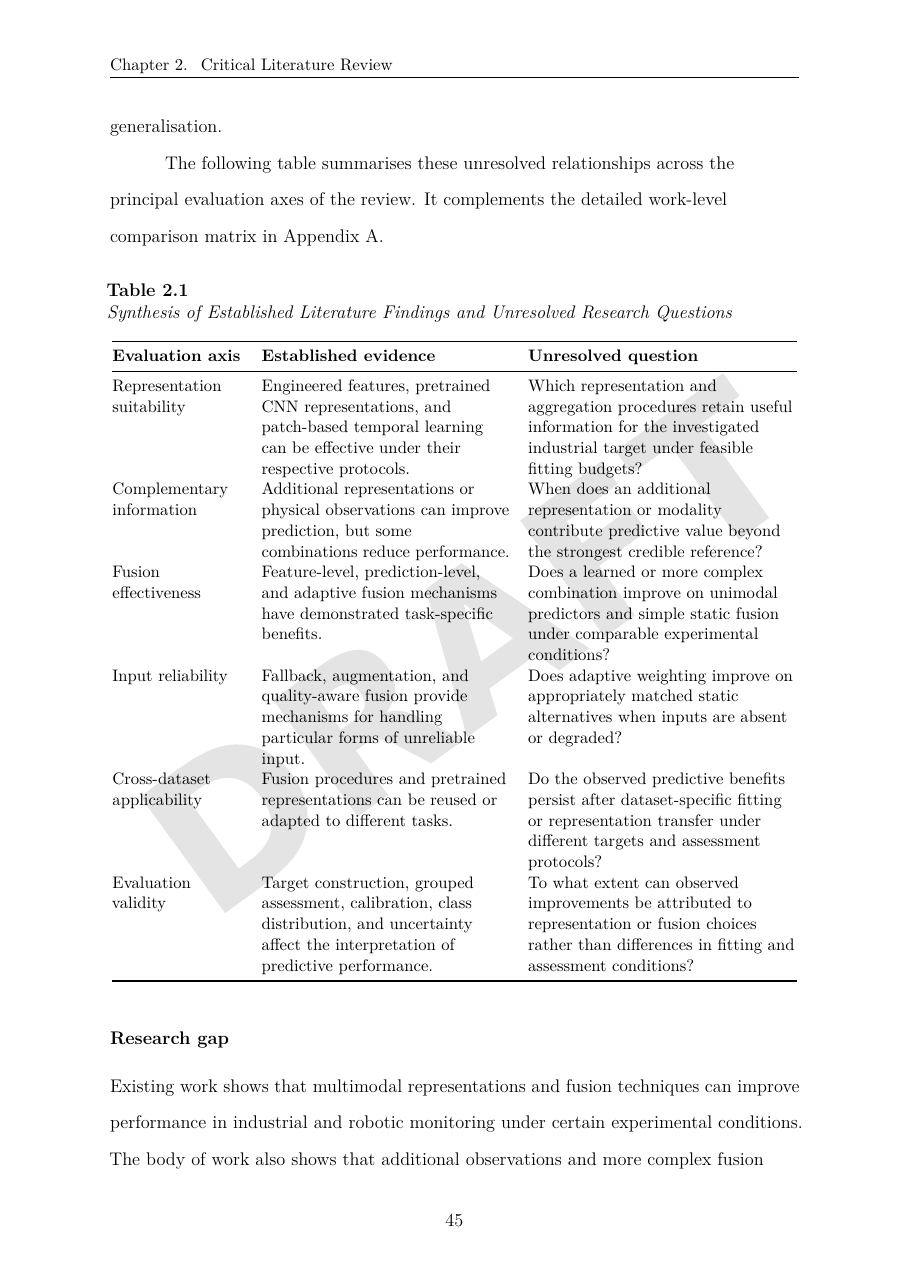 Chapter 2. Critical Literature Review
generalisation.
The following table summarises these unresolved relationships across the
principal evaluation axes of the review. It complements the detailed work-level
comparison matrix in Appendix A.
Table 2.1
Synthesis of Established Literature Findings and Unresolved Research Questions
Evaluation axis Established evidence Unresolved question
Representation Engineered features, pretrained Which representation and
suitability CNN representations, and aggregation procedures retain useful
patch-based temporal learning information for the investigated
can be effective under their industrial target under feasible
respective protocols. fitting budgets?
Complementary Additional representations or When does an additional
information physical observations can improve representation or modality
prediction, but some contribute predictive value beyond
combinations reduce performance. the strongest credible reference?
Fusion Feature-level, prediction-level, Does a learned or more complex
effectiveness and adaptive fusion mechanisms combination improve on unimodal
have demonstrated task-specific predictors and simple static fusion
benefits. under comparable experimental
conditions?
Input reliability Fallback, augmentation, and Does adaptive weighting improve on
quality-aware fusion provide appropriately matched static
mechanisms for handling alternatives when inputs are absent
particular forms of unreliable or degraded?
input.
Cross-dataset Fusion procedures and pretrained Do the observed predictive benefits
applicability representations can be reused or persist after dataset-specific fitting
adapted to different tasks. or representation transfer under
different targets and assessment
protocols?
Evaluation Target construction, grouped To what extent can observed
validity assessment, calibration, class improvements be attributed to
distribution, and uncertainty representation or fusion choices
affect the interpretation of rather than differences in fitting and
predictive performance. assessment conditions?
DRAFT
Research gap
Existing work shows that multimodal representations and fusion techniques can improve
performance in industrial and robotic monitoring under certain experimental conditions.
The body of work also shows that additional observations and more complex fusion
45